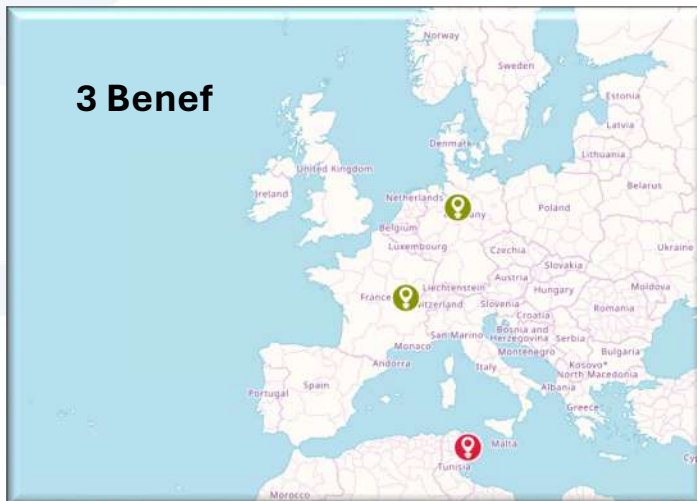 Norway
Sweden
3 Benef
Estonia
Latvia
Denmark
Lithuania
United Kingdom
Ireland
Belarus
Netherlands
Poland
Belgium
Ukraine
Luxembourg
Czechia
Slovakia
Moldova
Austria
Liechtenstein
Hungary
France
Slovenia
Romania
Croatia
San Marino
Bosnia and
Herzegovina
Serbia
Monaco
Montenegro
Bulgaria
Andorra
Italy
Kosovo*
North Macedonia
Portugal
Spain
Albania
Greece
Malta
Tunisia
Morocco